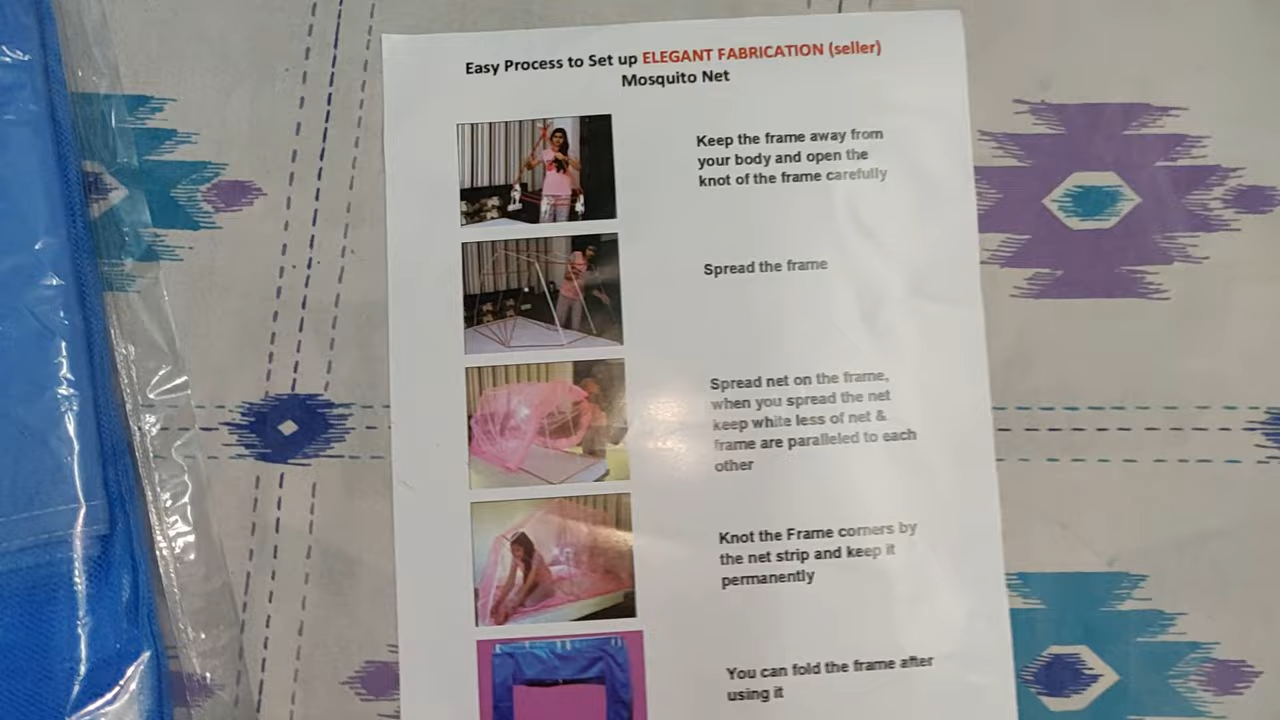 Easy Process to Set up ELEGANT FABRICATION (seller)
Mosquito Net
Keep the frame away from
your body and open the
knot of the frame carefully
Spread the frame
Spread net on the frame,
when you spread the net
keep white less of net &
frame are paralleled to each
other
Knot the Frame corners by
the net strip and keep it
permanently
You can fold the frame after
using it